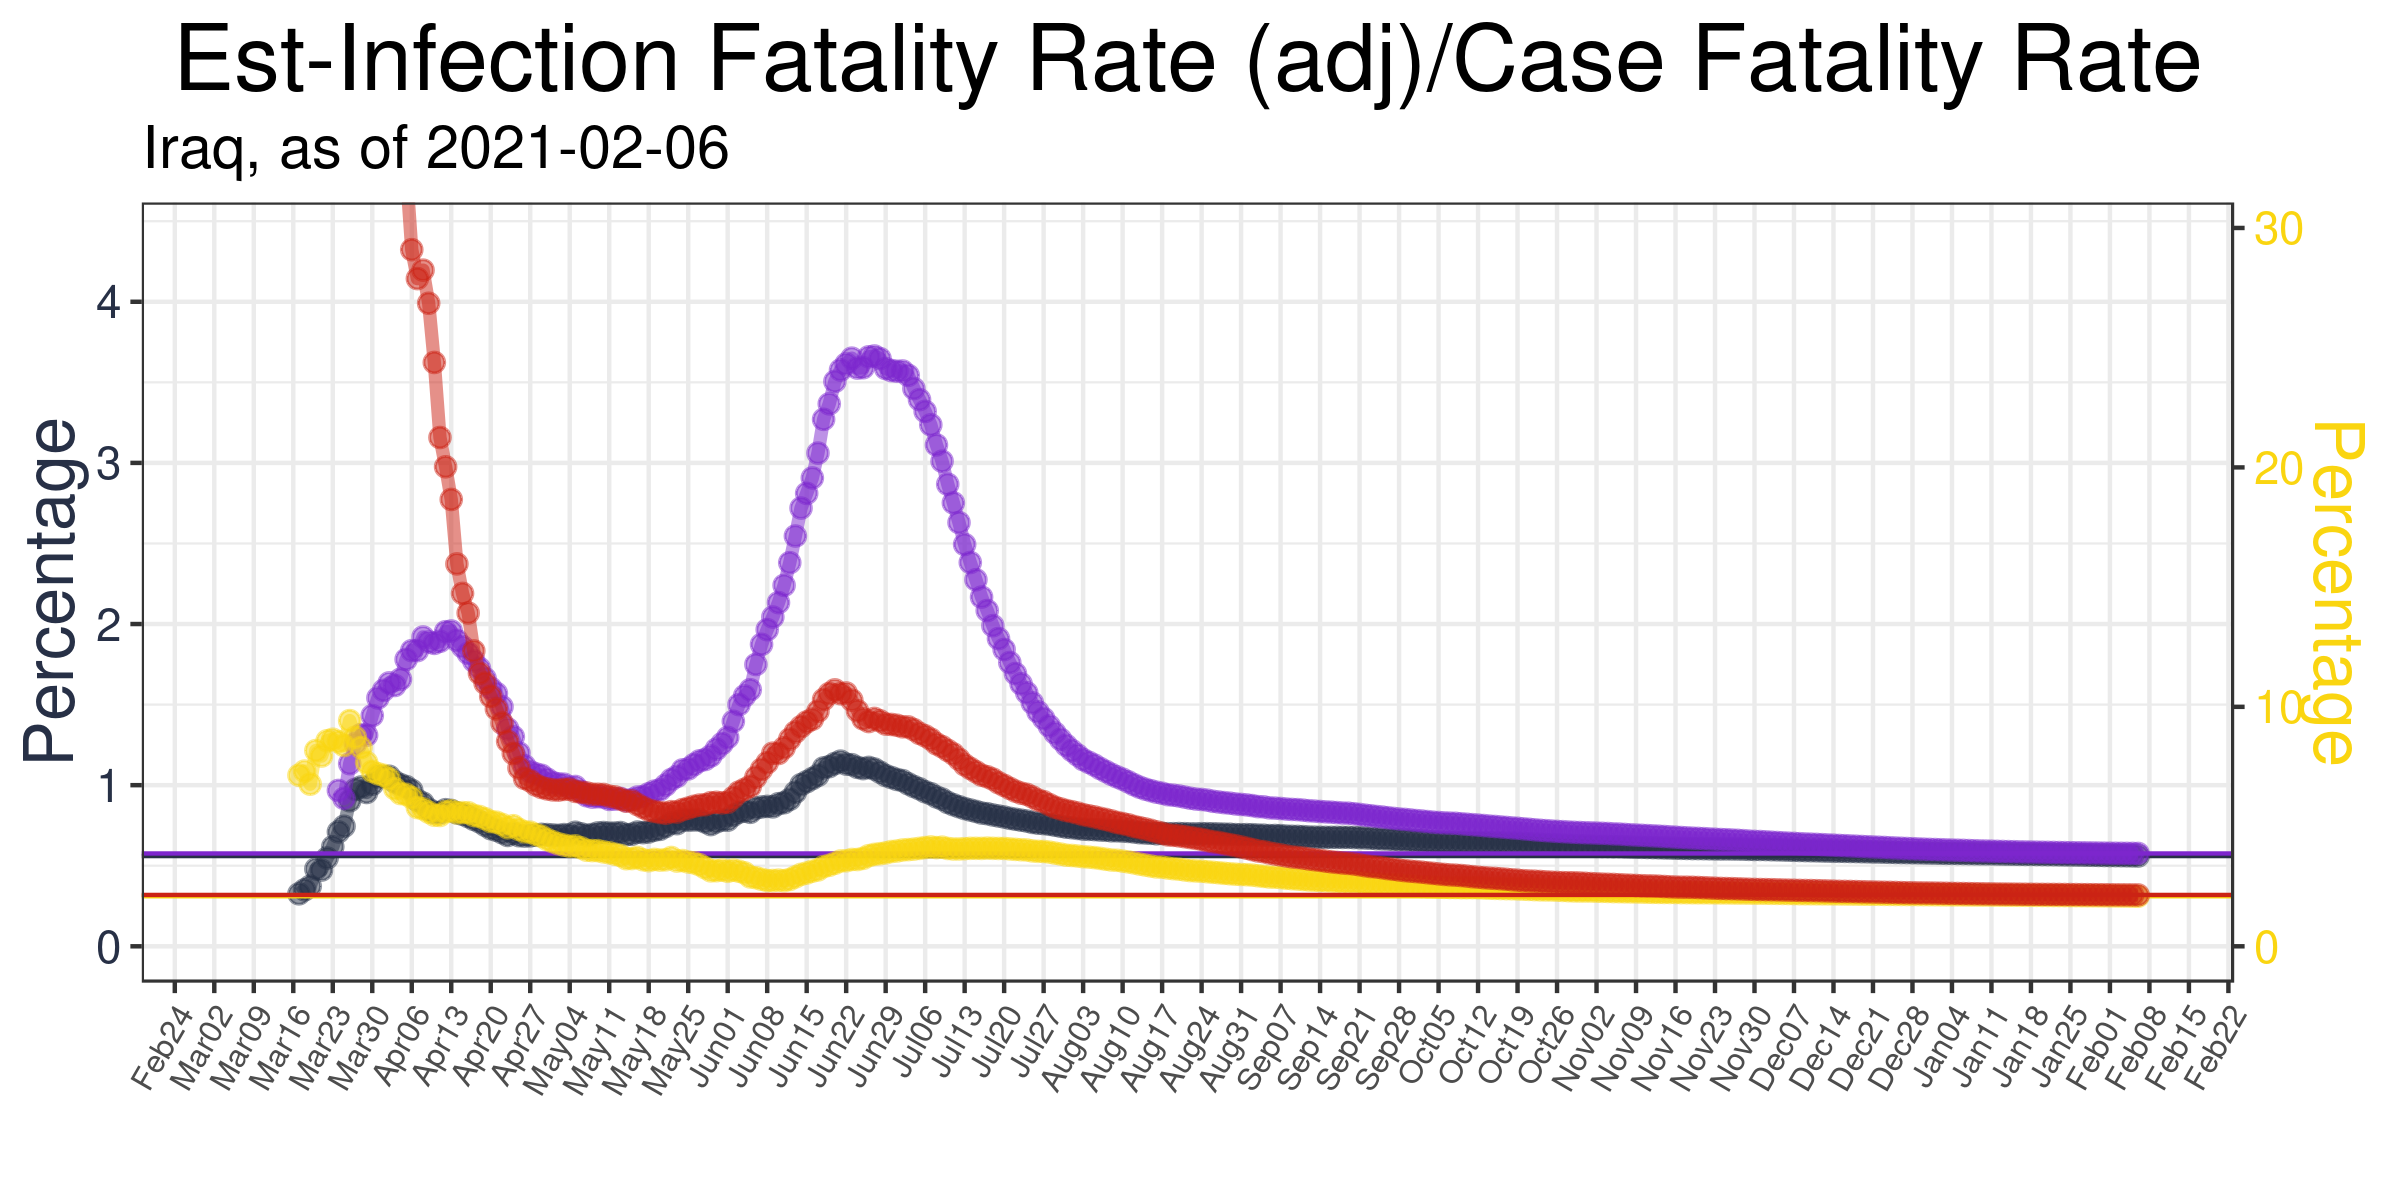 Est-Infection Fatality Rate (adj)/Case Fatality Rate
Iraq, as of 2021-02-06
Percentage
4
3
2
1
0
30
20
10
0
Percentage
Feb24
Mar02
Mar09
Mar16
Mar23
Mar30
Apr06
Apr13
Apr20
Apr27
May04
May11
May18
May25
Jun01
Jun08
Jun15
Jun22
Jun29
Jul06
Jul13
Jul20
Jul27
Aug03
Aug10
Aug17
Aug24
Aug31
Sep07
Sep14
Sep21
Sep28
Oct05
Oct12
Oct19
Oct26
Nov02
Nov09
Nov16
Nov23
Nov30
Dec07
Dec14
Dec21
Dec28
Jan04
Jan11
Jan18
Jan25
Feb01
Feb08
Feb15
Feb22